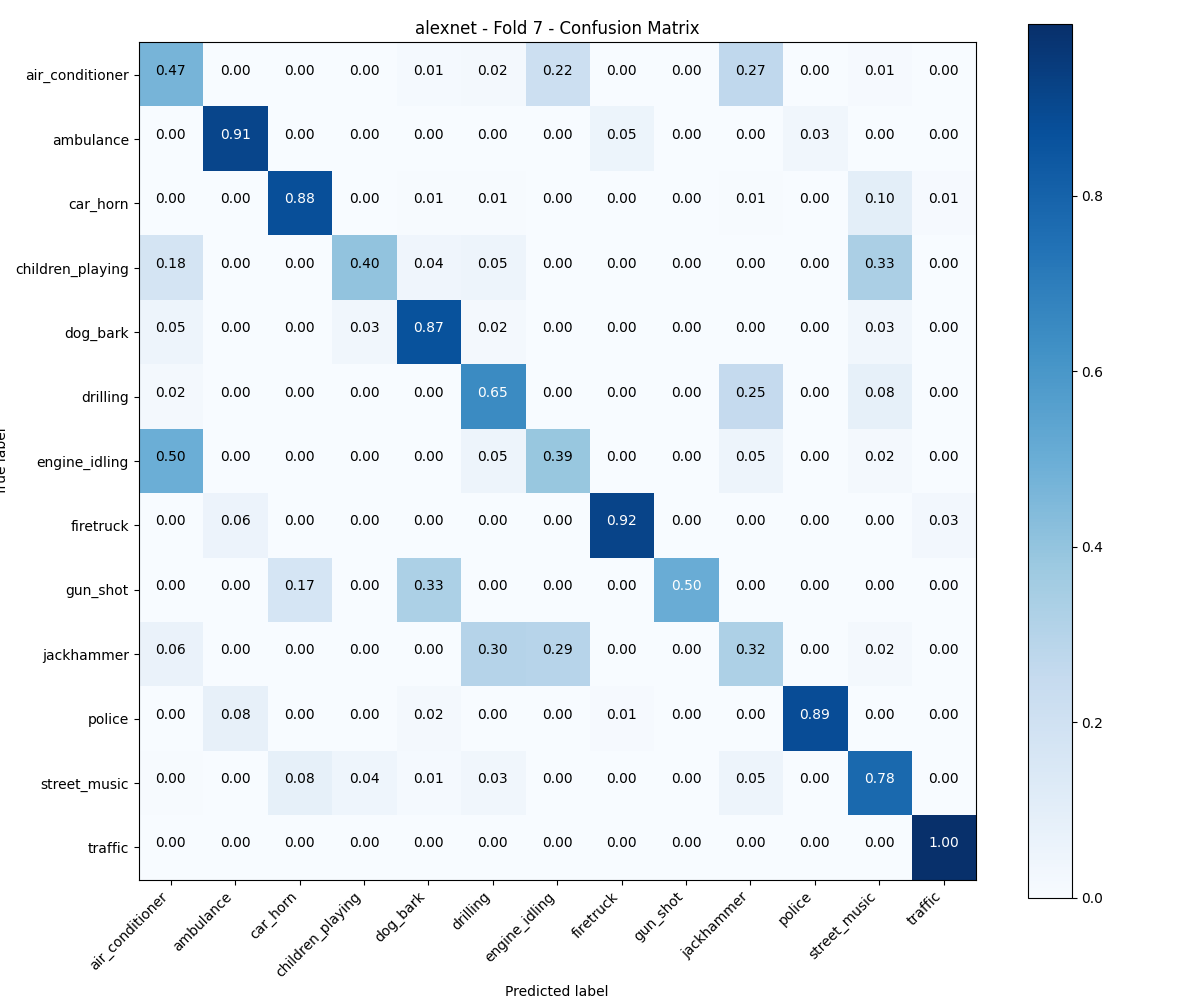 alexnet - Fold 7 - Confusion Matrix
air_conditioner 0.47 0.00 0.00 0.00 0.01 0.02 0.22 0.00 0.00 0.27 0.00 0.01 0.00
ambulance 0.00 0.91 0.00 0.00 0.00 0.00 0.00 0.05 0.00 0.00 0.03 0.00 0.00
car_horn 0.00 0.00 0.88 0.00 0.01 0.01 0.00 0.00 0.00 0.01 0.00 0.10 0.01
children_playing 0.18 0.00 0.00 0.40 0.04 0.05 0.00 0.00 0.00 0.00 0.00 0.33 0.00
dog_bark 0.05 0.00 0.00 0.03 0.87 0.02 0.00 0.00 0.00 0.00 0.00 0.03 0.00
drilling 0.02 0.00 0.00 0.00 0.00 0.65 0.00 0.00 0.00 0.25 0.00 0.08 0.00
engine_idling 0.50 0.00 0.00 0.00 0.00 0.05 0.39 0.00 0.00 0.05 0.00 0.02 0.00
firetruck 0.00 0.06 0.00 0.00 0.00 0.00 0.00 0.92 0.00 0.00 0.00 0.00 0.03
gun_shot 0.00 0.00 0.17 0.00 0.33 0.00 0.00 0.00 0.50 0.00 0.00 0.00 0.00
jackhammer 0.06 0.00 0.00 0.00 0.00 0.30 0.29 0.00 0.00 0.32 0.00 0.02 0.00
police 0.00 0.08 0.00 0.00 0.02 0.00 0.00 0.01 0.00 0.00 0.89 0.00 0.00
street_music 0.00 0.00 0.08 0.04 0.01 0.03 0.00 0.00 0.00 0.05 0.00 0.78 0.00
traffic 0.00 0.00 0.00 0.00 0.00 0.00 0.00 0.00 0.00 0.00 0.00 0.00 1.00
air_conditioner ambulance car_horn children_playing dog_bark drilling engine_idling firetruck gun_shot jackhammer police street_music traffic
Predicted label
0.8
0.6
0.4
0.2
0.0
label